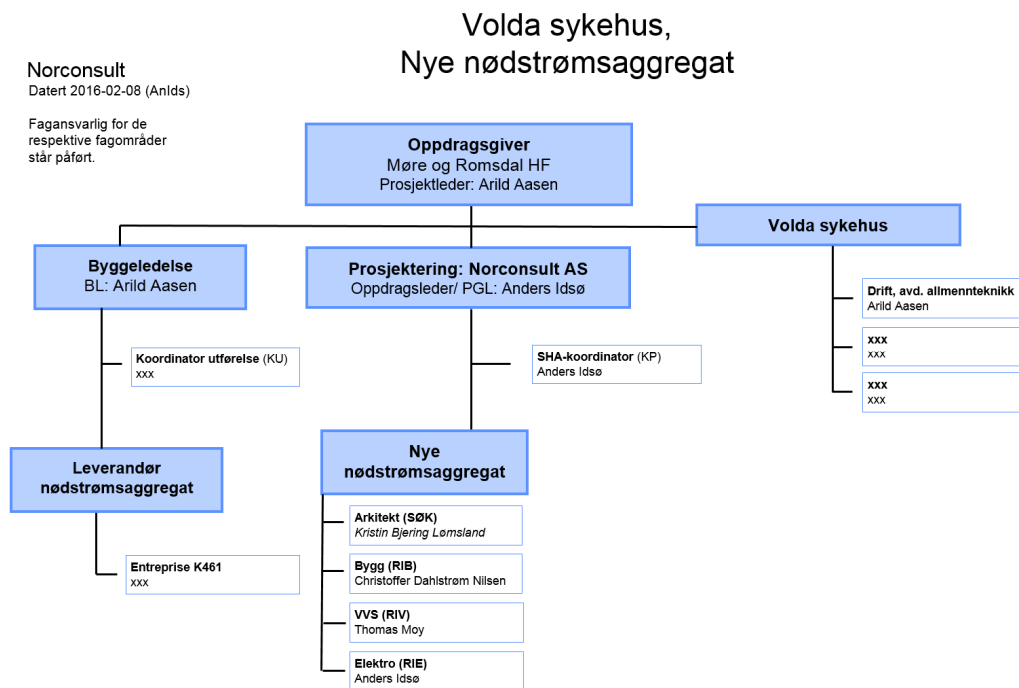 Volda sykehus,
Nye nødstrømsaggregat
Norconsult
Datert 2016-02-08 (AnIds)
Fagansvarlig for de
respektive fagområder
står påført.
Oppdragsgiver
Møre og Romsdal HF
Prosjektleder: Arild Aasen
Volda sykehus
Byggeledelse
BL: Arild Aasen
Prosjektering: Norconsult AS
Oppdragsleder/ PGL: Anders Idsø
Drift, avd. allmennteknikk
Arild Aasen
xxx
xxx
xxx
xxx
Koordinator utførelse (KU)
xxx
SHA-koordinator (KP)
Anders Idsø
Leverandør
nødstrømsaggregat
Entreprise K461
xxx
Nye
nødstrømsaggregat
Arkitekt (SØK)
Kristin Bjering Lømsland
Bygg (RIB)
Christoffer Dahlstrøm Nilsen
VVS (RIV)
Thomas Moy
Elektro (RIE)
Anders Idsø